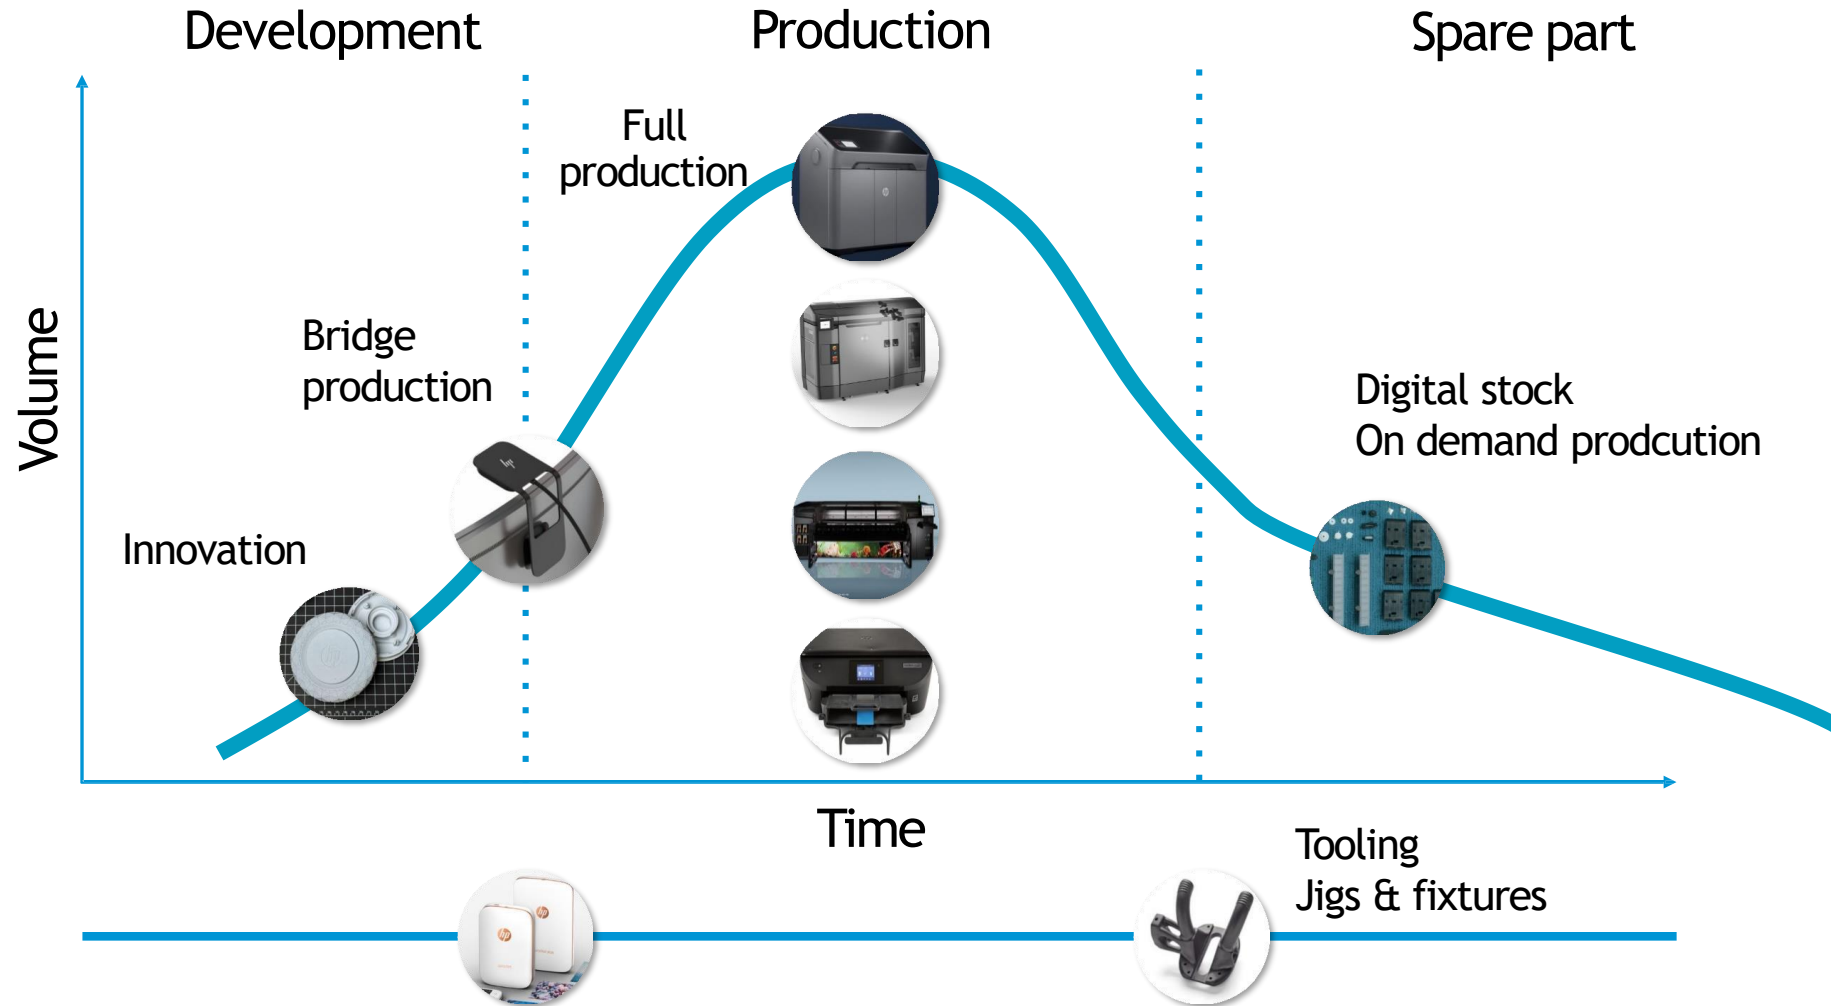 Development
Production
Spare part
Full
production
Bridge
production
Volume
Digital stock
On demand prodcution
Innovation
Time
Tooling
Jigs & fixtures